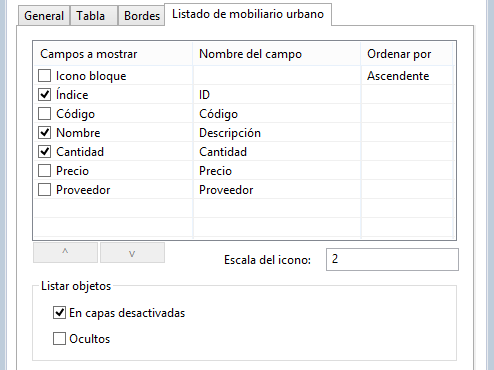 General Tabla Bordes Listado de mobiliario urbano
Campos a mostrar Nombre del campo Ordenar por
Icono bloque Ascendente
Índice ID
Código Código
Nombre Descripción
Cantidad Cantidad
Precio Precio
Proveedor Proveedor
^ v
Escala del icono: 2
Listar objetos
En capas desactivadas
Ocultos